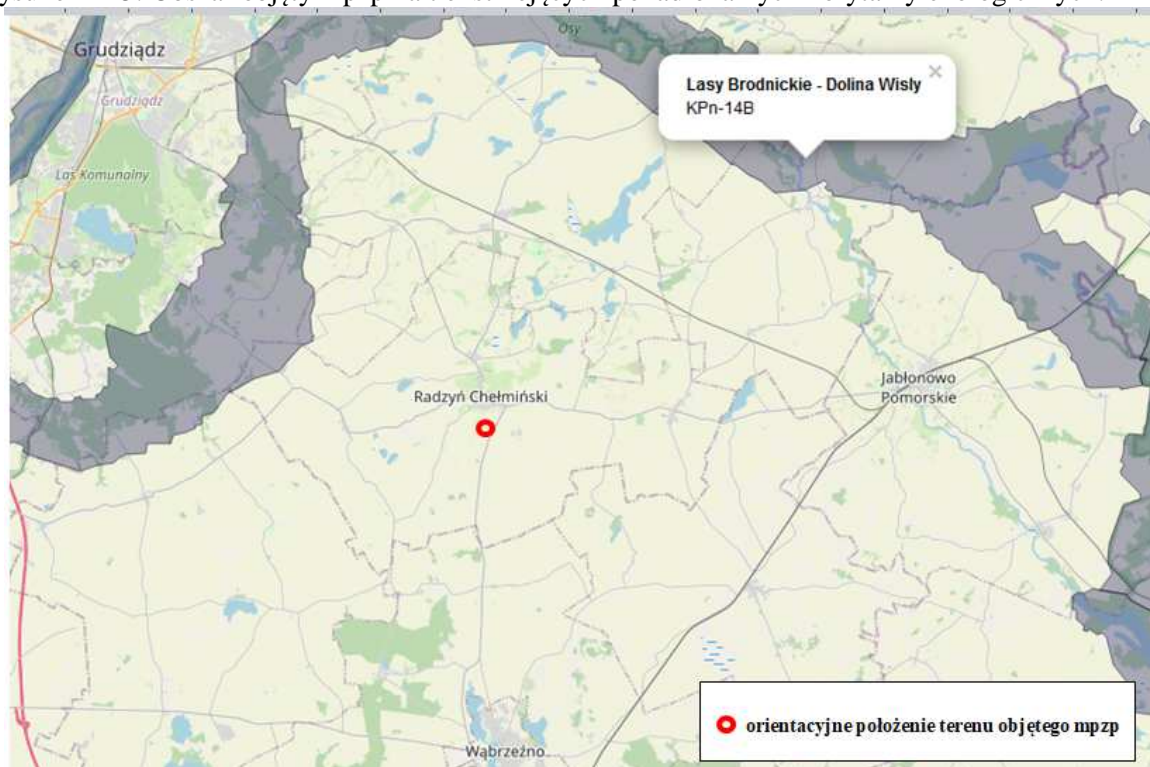 Grudziądz
Osy
Lasy Brodnickie - Dolina Wisły
KPn-14B
×
Grudziądz
Las Komunalny
Radzyń Chełmiński
Jabłonowo
Pomorskie
orientacyjne położenie terenu objętego mpzp
Wąbrzeźno